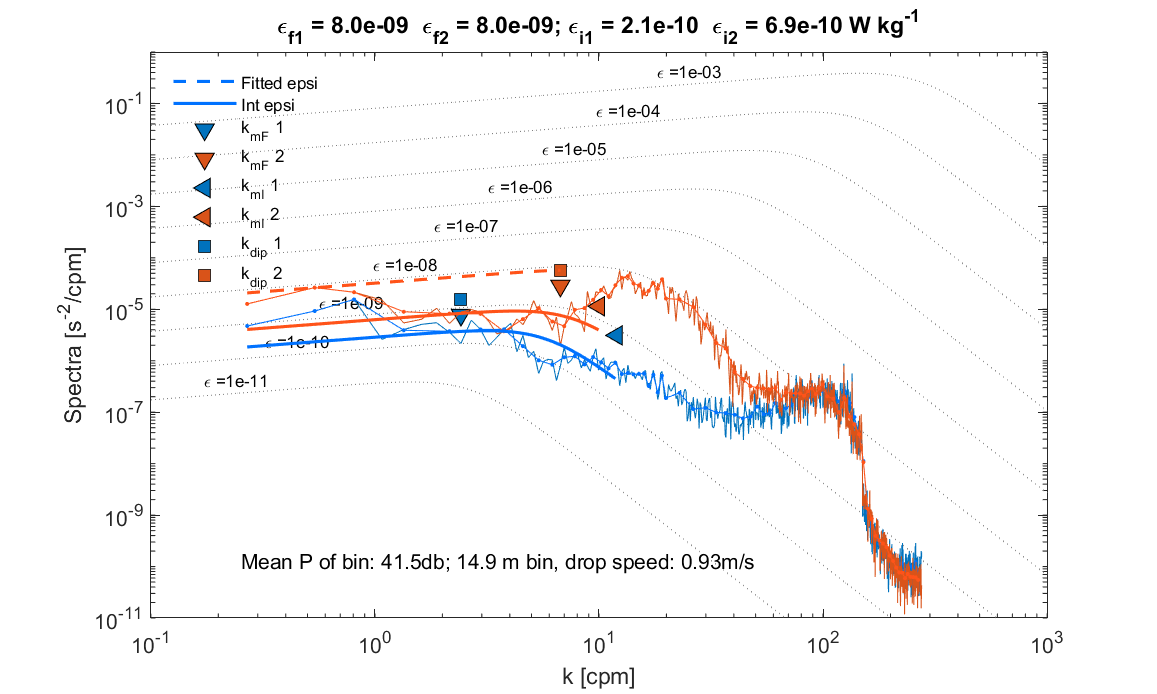 ϵf1 = 8.0e-09 ϵf2 = 8.0e-09; ϵi1 = 2.1e-10 ϵi2 = 6.9e-10 W kg-1
Fitted epsi
Int epsi
kmF 1
kmF 2
kmI 1
kmI 2
kdip 1
kdip 2
ϵ =1e-03
ϵ =1e-04
ϵ =1e-05
ϵ =1e-06
ϵ =1e-07
ϵ =1e-08
ϵ =1e-09
ϵ =1e-10
ϵ =1e-11
Mean P of bin: 41.5db; 14.9 m bin, drop speed: 0.93m/s
Spectra [s-2/cpm]
10-1
10-3
10-5
10-7
10-9
10-11
10-1
100
101
102
103
k [cpm]